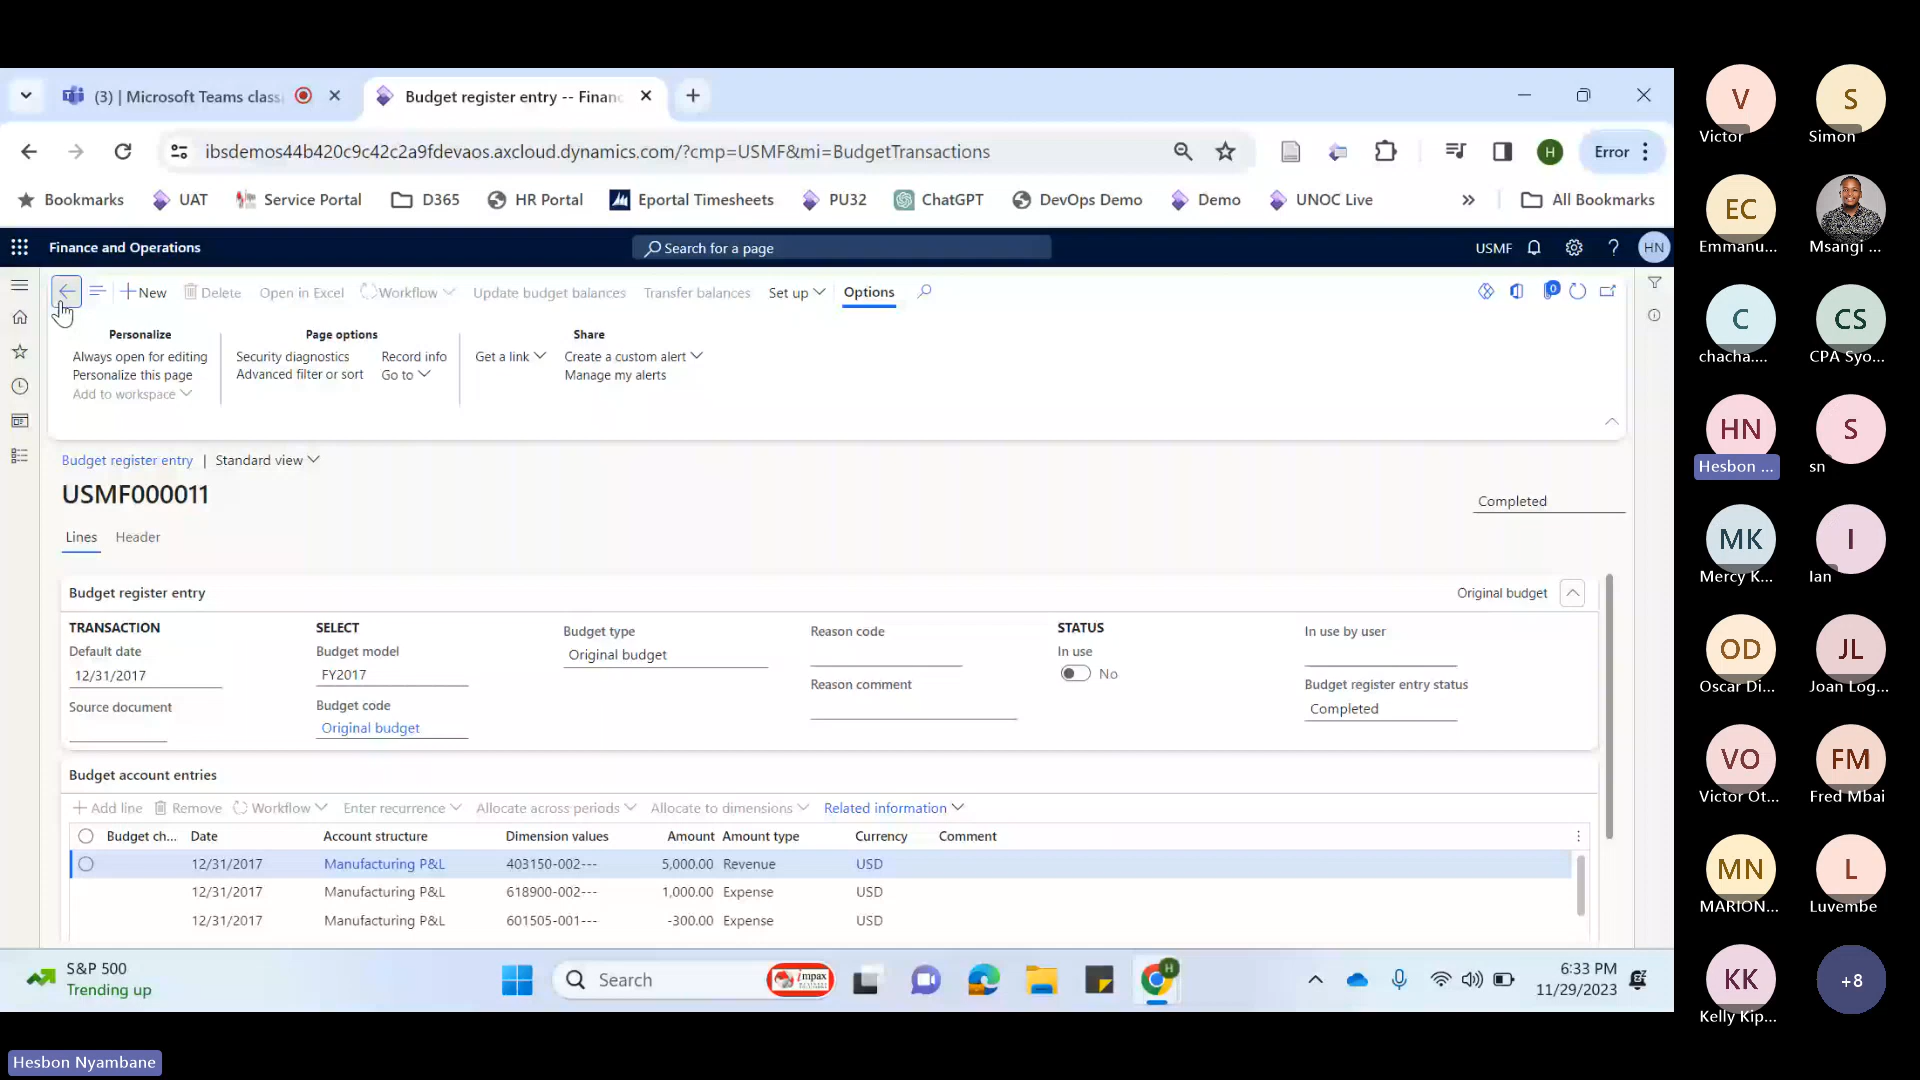 (3) | Microsoft Teams class
Budget register entry -- Finan
ibsdemos44b420c9c42c2a9fdevaos.axcloud.dynamics.com/?cmp=USMF&mi=BudgetTransactions
H
Error
Bookmarks
UAT
Service Portal
D365
HR Portal
Eportal Timesheets
PU32
ChatGPT
DevOps Demo
Demo
UNOC Live
»
All Bookmarks
Finance and Operations
Search for a page
USMF
?
HN
New
Delete
Open in Excel
Workflow
Update budget balances
Transfer balances
Set up
Options
0
Personalize
Always open for editing
Personalize this page
Add to workspace
Page options
Security diagnostics
Advanced filter or sort
Record info
Go to
Share
Get a link
Create a custom alert
Manage my alerts
Budget register entry | Standard view
USMF000011
Completed
Lines
Header
Budget register entry
Original budget
TRANSACTION
Default date
12/31/2017
Source document
SELECT
Budget model
FY2017
Budget code
Original budget
Budget type
Original budget
Reason code
Reason comment
STATUS
In use
No
In use by user
Budget register entry status
Completed
Budget account entries
Add line
Remove
Workflow
Enter recurrence
Allocate across periods
Allocate to dimensions
Related information
Budget ch... Date Account structure Dimension values Amount Amount type Currency Comment
12/31/2017 Manufacturing P&L 403150-002--- 5,000.00 Revenue USD
12/31/2017 Manufacturing P&L 618900-002--- 1,000.00 Expense USD
12/31/2017 Manufacturing P&L 601505-001--- -300.00 Expense USD
S&P 500
Trending up
Search
impax
H
6:33 PM
11/29/2023
V
Victor
S
Simon
EC
Emmanu...
Msangi ...
C
chacha....
CS
CPA Syo...
HN
Hesbon ...
S
sn
MK
Mercy K...
I
Ian
OD
Oscar Di...
JL
Joan Log...
VO
Victor Ot...
FM
Fred Mbai
MN
MARION...
L
Luvembe
KK
Kelly Kip...
+8
Hesbon Nyambane